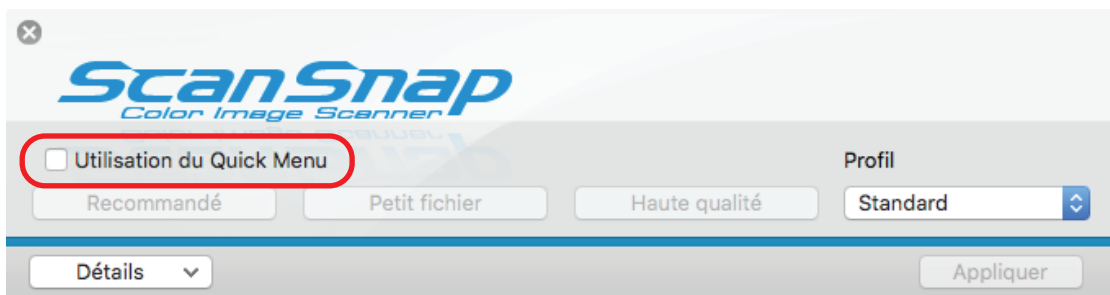 ScanSnap
Color Image Scanner
Utilisation du Quick Menu
Profil
Recommandé
Petit fichier
Haute qualité
Standard
Détails
Appliquer